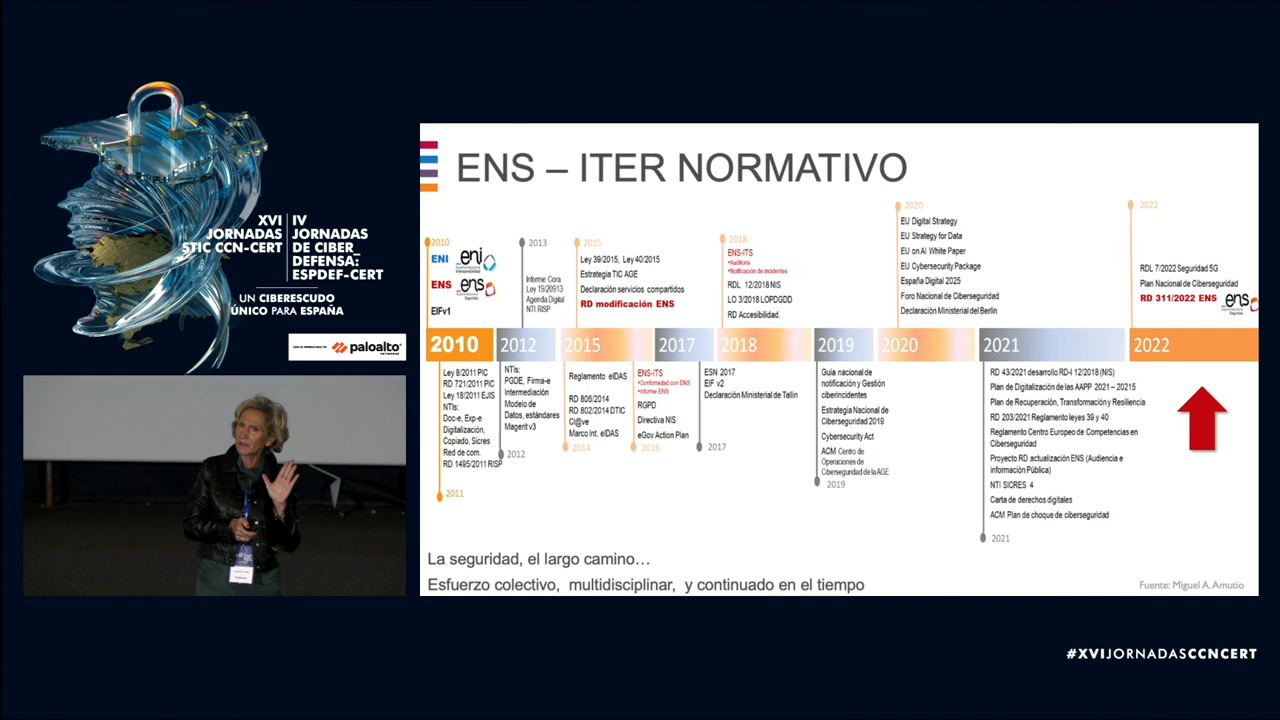 XVI
JORNADAS
STIC CCN-CERT
IV
JORNADAS
DE CIBER
DEFENSA:
ESPDEF-CERT
UN CIBERESCUDO
ÚNICO PARA ESPAÑA
paloalto
NETWORKS
ENS – ITER NORMATIVO
2010
ENI
eni
ENS
ens
EIFv1
2013
Informe Cora
Ley 19/20913
Agenda Digital
NTI RISP
2015
Ley 39/2015, Ley 40/2015
Estrategia TIC AGE
Declaración servicios compartidos
RD modificación ENS
2018
ENS-ITS
•Auditoría
•Notificación de incidentes
RDL 12/2018 NIS
LO 3/2018 LOPDGDD
RD Accesibilidad.
2020
EU Digital Strategy
EU Strategy for Data
EU on AI White Paper
EU Cybersecurity Package
España Digital 2025
Foro Nacional de Ciberseguridad
Declaración Ministerial del Berlin
2022
RDL 7/2022 Seguridad 5G
Plan Nacional de Ciberseguridad
RD 311/2022 ENS
ens
2010 2012 2015 2017 2018 2019 2020 2021 2022
Ley 8/2011 PIC
RD 721/2011 PIC
Ley 18/2011 EJIS
NTIs:
Doc-e, Exp-e
Digitalización,
Copiado, Sicres
Red de com.
RD 1495/2011 RISP
2011
NTIs:
PGDE, Firma-e
Intermediación
Modelo de
Datos, estándares
Magerit v3
2012
Reglamento eIDAS
RD 806/2014
RD 802/2014 DTIC
Cl@ve
Marco Int. eIDAS
2014
ENS-ITS
•Conformidad con ENS
•Informe ENS
RGPD
Directiva NIS
eGov Action Plan
2016
ESN 2017
EIF v2
Declaración Ministerial de Tallin
2017
Guia nacional de
notificación y Gestión
ciberincidentes
Estrategia Nacional de
Ciberseguridad 2019
Cybersecurity Act
ACM Centro de
Operaciones de
Ciberseguridad de la AGE
2019
RD 43/2021 desarrollo RD-l 12/2018 (NIS)
Plan de Digitalización de las AAPP 2021 – 20215
Plan de Recuperación, Transformación y Resiliencia
RD 203/2021 Reglamento leyes 39 y 40
Reglamento Centro Europeo de Competencias en
Ciberseguridad
Proyecto RD actualización ENS (Audiencia e
información Pública)
NTI SICRES 4
Carta de derechos digitales
ACM Plan de choque de ciberseguridad
2021
La seguridad, el largo camino…
Esfuerzo colectivo, multidisciplinar, y continuado en el tiempo
Fuente: Miguel A. Amutio
#XVIJORNADASCCNCERT